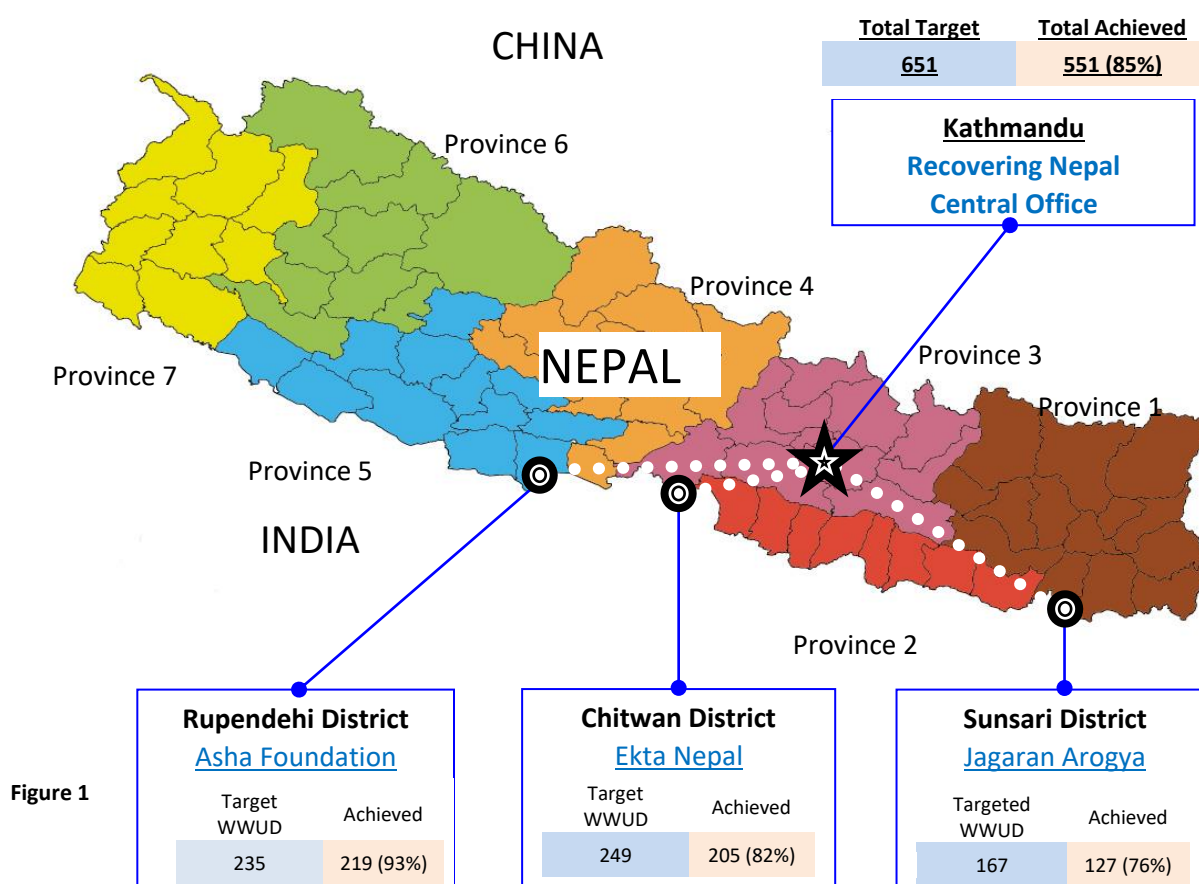 CHINA
Total Target Total Achieved
651 551 (85%)
Kathmandu
Recovering Nepal
Central Office
Province 6
Province 4
Province 3
NEPAL
Province 7
Province 1
Province 5
INDIA
Province 2
Rupendehi District
Asha Foundation
Target
WWUD
Achieved
235 219 (93%)
Chitwan District
Ekta Nepal
Target
WWUD
Achieved
249 205 (82%)
Sunsari District
Jagaran Arogya
Targeted
WWUD
Achieved
167 127 (76%)
Figure 1